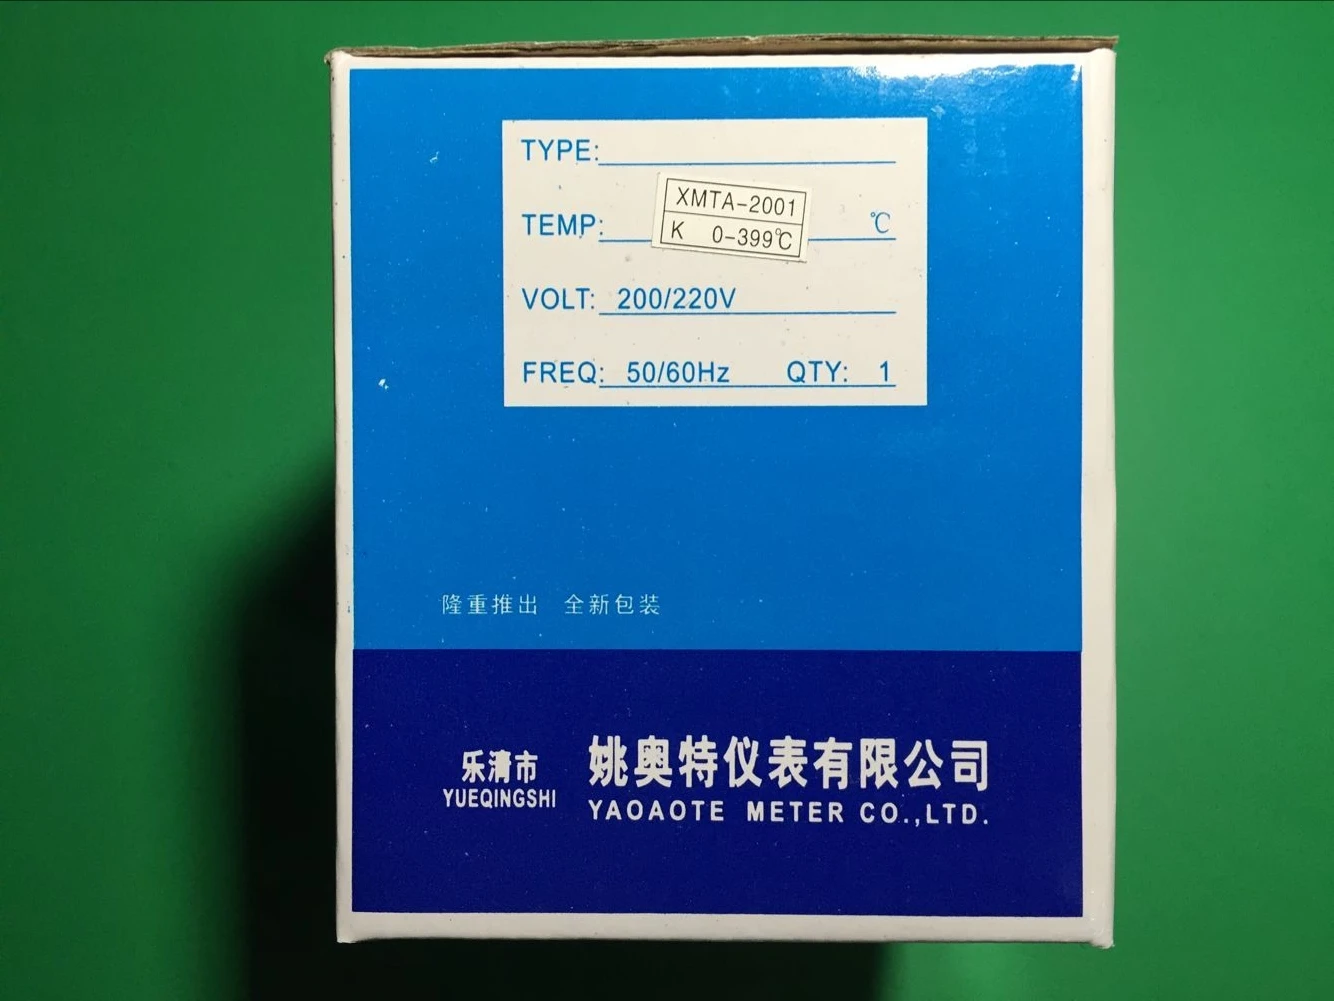 TYPE:
XMTA-2001
TEMP: ℃
K 0-399℃
VOLT: 200/220V
FREQ: 50/60Hz QTY: 1
隆重推出 全新包装
乐清市 姚奥特仪表有限公司
YUEQINGSHI YAOAOTE METER CO.,LTD.